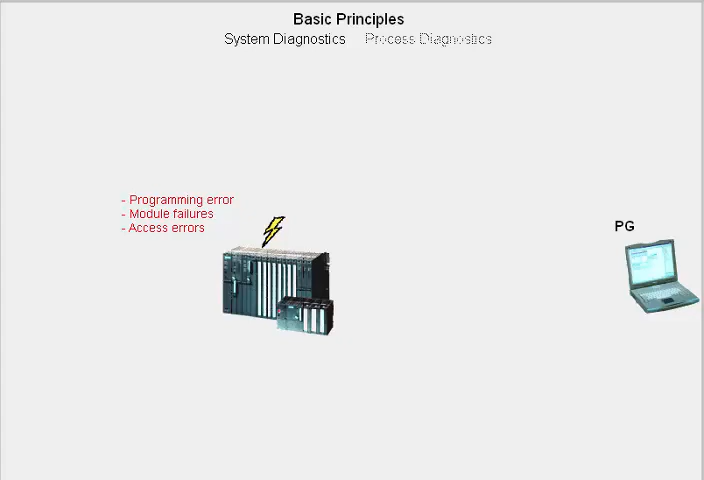 Basic Principles
System Diagnostics Process Diagnostics
- Programming error
- Module failures
- Access errors
PG